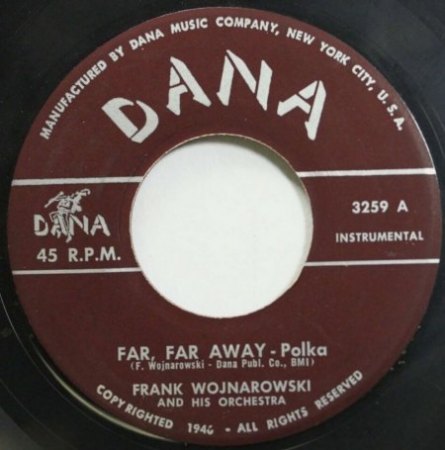 MANUFACTURED BY DANA MUSIC COMPANY, NEW YORK CITY, U.S.A.
DANA
DANA
45 R.P.M.
3259 A
INSTRUMENTAL
FAR, FAR AWAY - Polka
(F. Wojnarowski - Dana Publ. Co., BMI)
FRANK WOJNAROWSKI
AND HIS ORCHESTRA
COPYRIGHTED 1946 - ALL RIGHTS RESERVED